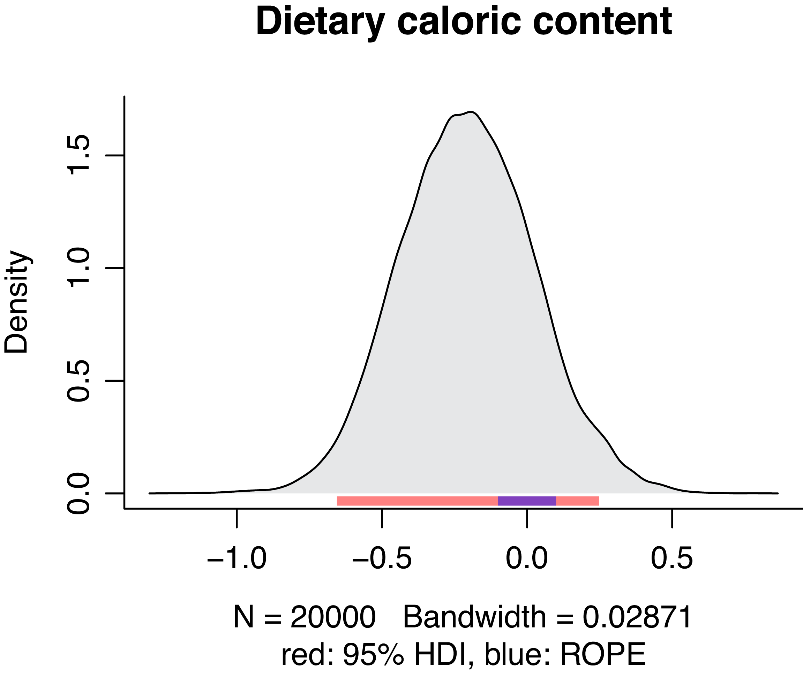 Dietary caloric content
Density
1.5
1.0
0.5
0.0
−1.0 −0.5 0.0 0.5
N = 20000 Bandwidth = 0.02871
red: 95% HDI, blue: ROPE